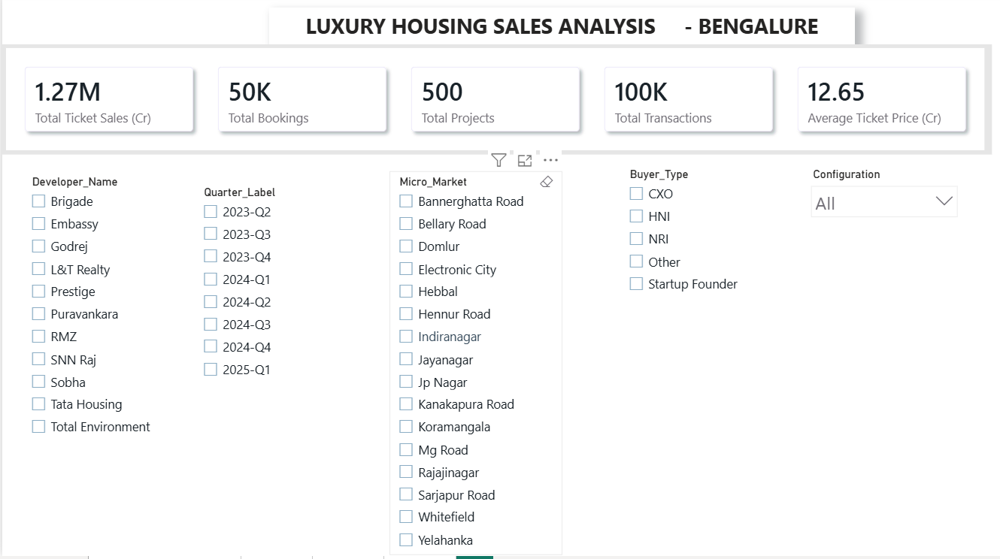 LUXURY HOUSING SALES ANALYSIS - BENGALURE
1.27M
Total Ticket Sales (Cr)
50K
Total Bookings
500
Total Projects
100K
Total Transactions
12.65
Average Ticket Price (Cr)
Developer_Name
Brigade
Embassy
Godrej
L&T Realty
Prestige
Puravankara
RMZ
SNN Raj
Sobha
Tata Housing
Total Environment
Quarter_Label
2023-Q2
2023-Q3
2023-Q4
2024-Q1
2024-Q2
2024-Q3
2024-Q4
2025-Q1
Micro_Market
Bannerghatta Road
Bellary Road
Domlur
Electronic City
Hebbal
Hennur Road
Indiranagar
Jayanagar
Jp Nagar
Kanakapura Road
Koramangala
Mg Road
Rajajinagar
Sarjapur Road
Whitefield
Yelahanka
Buyer_Type
CXO
HNI
NRI
Other
Startup Founder
Configuration
All